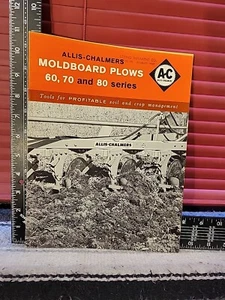 ALLIS-CHALMERS
MOLDBOARD PLOWS
60, 70 and 80 series
A-C
Tools for PROFITABLE soil and crop management
ALLIS-CHALMERS